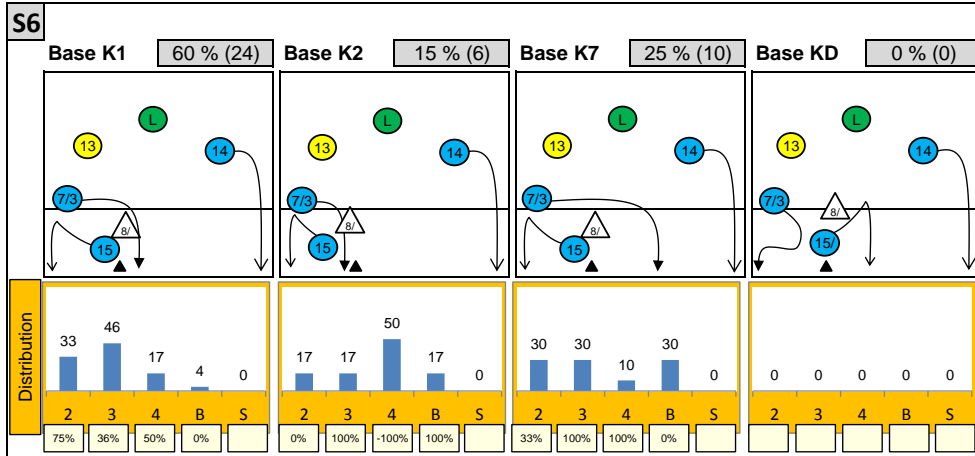 S6
Base K1 60 % (24) Base K2 15 % (6) Base K7 25 % (10) Base KD 0 % (0)
L L L L
13 14 13 14 13 14 13 14
7/3 7/3 7/3 7/3
8/ 8/ 8/ 8/
15 15 15 15/
Distribution
33 46 17 4 0 17 17 50 17 0 30 30 10 30 0 0 0 0 0 0
2 3 4 B S 2 3 4 B S 2 3 4 B S 2 3 4 B S
75% 36% 50% 0% 0% 100% -100% 100% 33% 100% 100% 0%